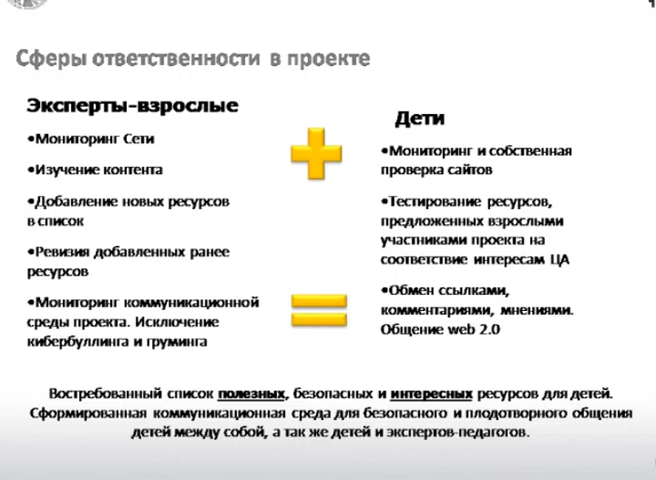 Сферы ответственности в проекте
Эксперты-взрослые
•Мониторинг Сети
•Изучение контента
•Добавление новых ресурсов
в список
•Ревизия добавленных ранее
ресурсов
•Мониторинг коммуникационной
среды проекта. Исключение
кибербуллинга и груминга
Дети
•Мониторинг и собственная
проверка сайтов
•Тестирование ресурсов,
предложенных взрослыми
участниками проекта на
соответствие интересам ЦА
•Обмен ссылками,
комментариями, мнениями.
Общение web 2.0
Востребованный список полезных, безопасных и интересных ресурсов для детей.
Сформированная коммуникационная среда для безопасного и плодотворного общения
детей между собой, а так же детей и экспертов-педагогов.